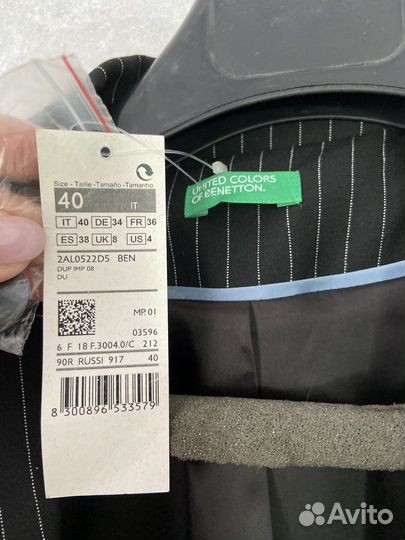 Size - Taille - Tamaño - Tamanho
40 IT
IT 40 DE 34 FR 36
ES 38 UK 8 US 4
2AL0522D5 BEN
DUP IMP 08
DU
MP 01
03596
6 F 18 F.3004.0/C 212
90R RUSSI 917 40
8 300896 533579
UNITED COLORS
OF BENETTON.
Avito